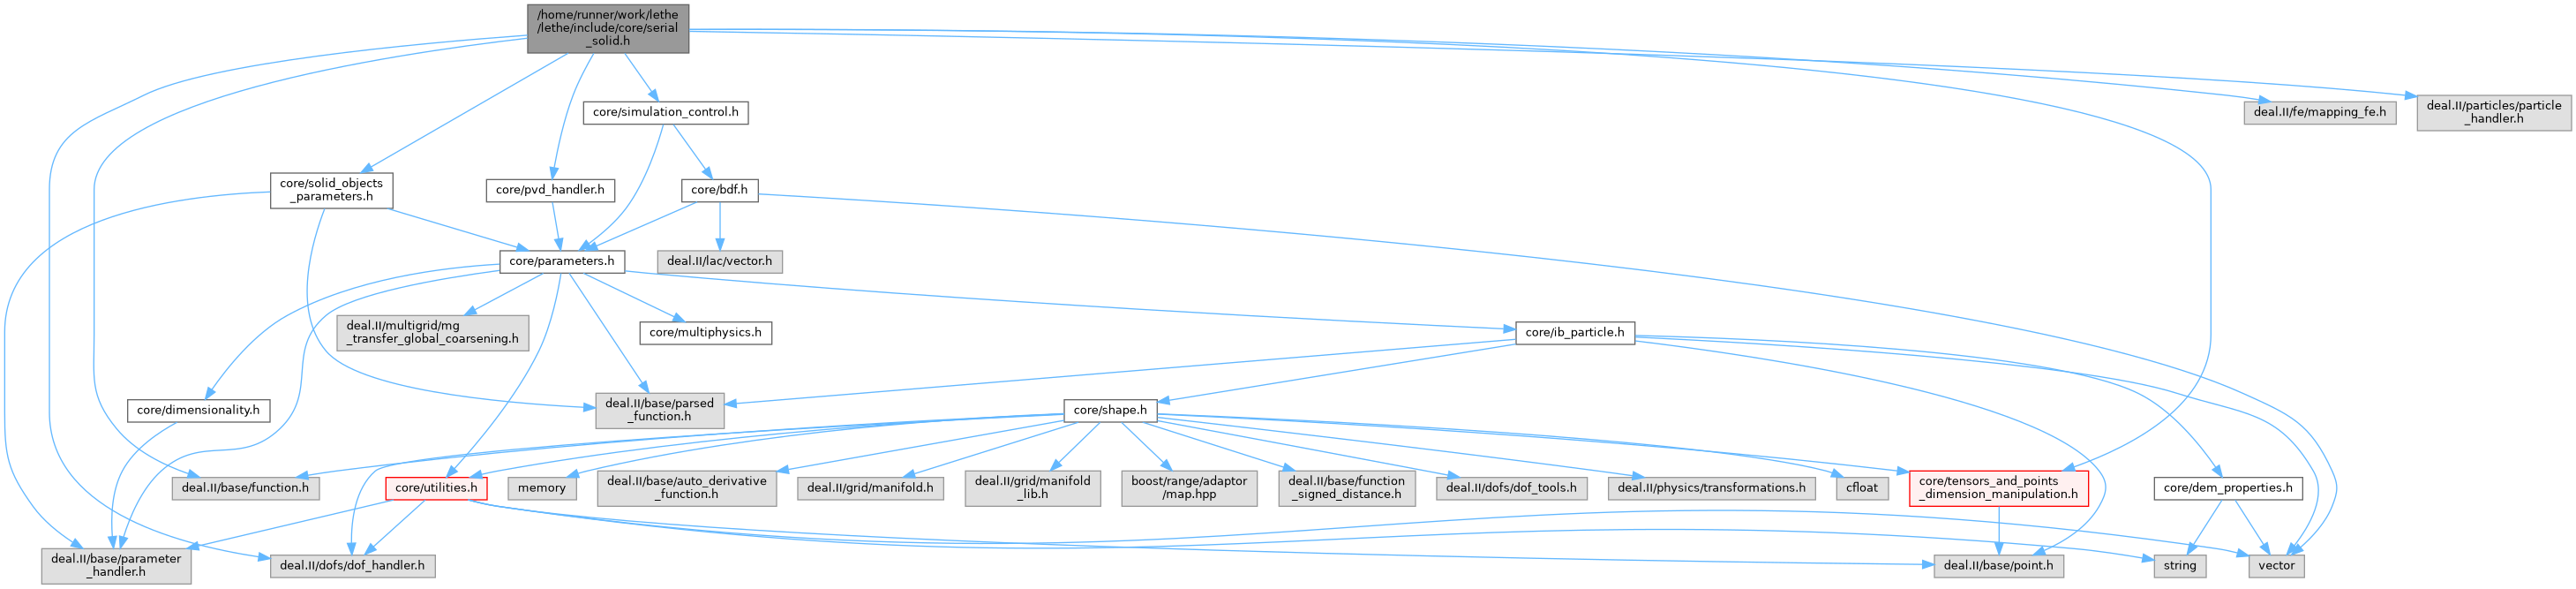 /home/runner/work/lethe
/lethe/include/core/serial
_solid.h
deal.II/particles/particle
_handler.h
core/simulation_control.h
deal.II/fe/mapping_fe.h
core/solid_objects
_parameters.h
core/pvd_handler.h
core/bdf.h
core/parameters.h
deal.II/lac/vector.h
deal.II/multigrid/mg
_transfer_global_coarsening.h
core/multiphysics.h
core/ib_particle.h
core/dimensionality.h
deal.II/base/parsed
_function.h
core/shape.h
deal.II/base/function.h
core/utilities.h
memory
deal.II/base/auto_derivative
_function.h
deal.II/grid/manifold.h
deal.II/grid/manifold
_lib.h
boost/range/adaptor
/map.hpp
deal.II/base/function
_signed_distance.h
deal.II/dofs/dof_tools.h
deal.II/physics/transformations.h
cfloat
core/tensors_and_points
_dimension_manipulation.h
core/dem_properties.h
deal.II/base/parameter
_handler.h
deal.II/dofs/dof_handler.h
deal.II/base/point.h
string
vector